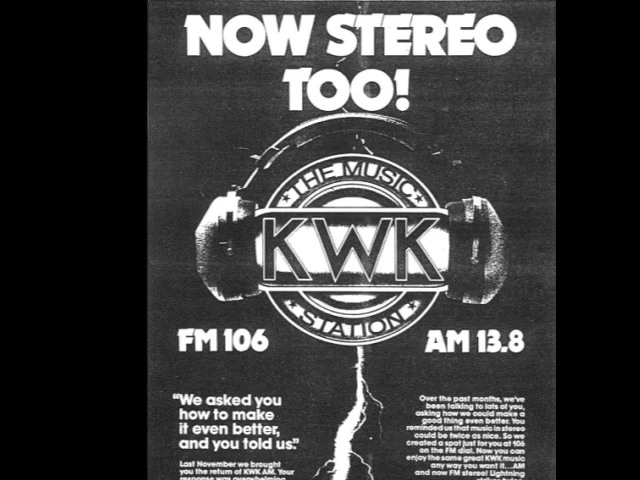 NOW STEREO
TOO!
THE MUSIC
KWK
STATION
FM 106
AM 13.8
"We asked you
how to make
it even better,
and you told us."
Last November we brought
you the return of KWK AM. Your
response was overwhelming
Over the past months, we've
been talking to lots of you,
asking how we could make a
good thing even better. You
reminded us that music in stereo
could be twice as nice. So we
created a spot just for you at 106
on the FM dial. Now you can
enjoy the same great KWK music
any way you want it...AM
and now FM stereo! Lightning
strikes twice